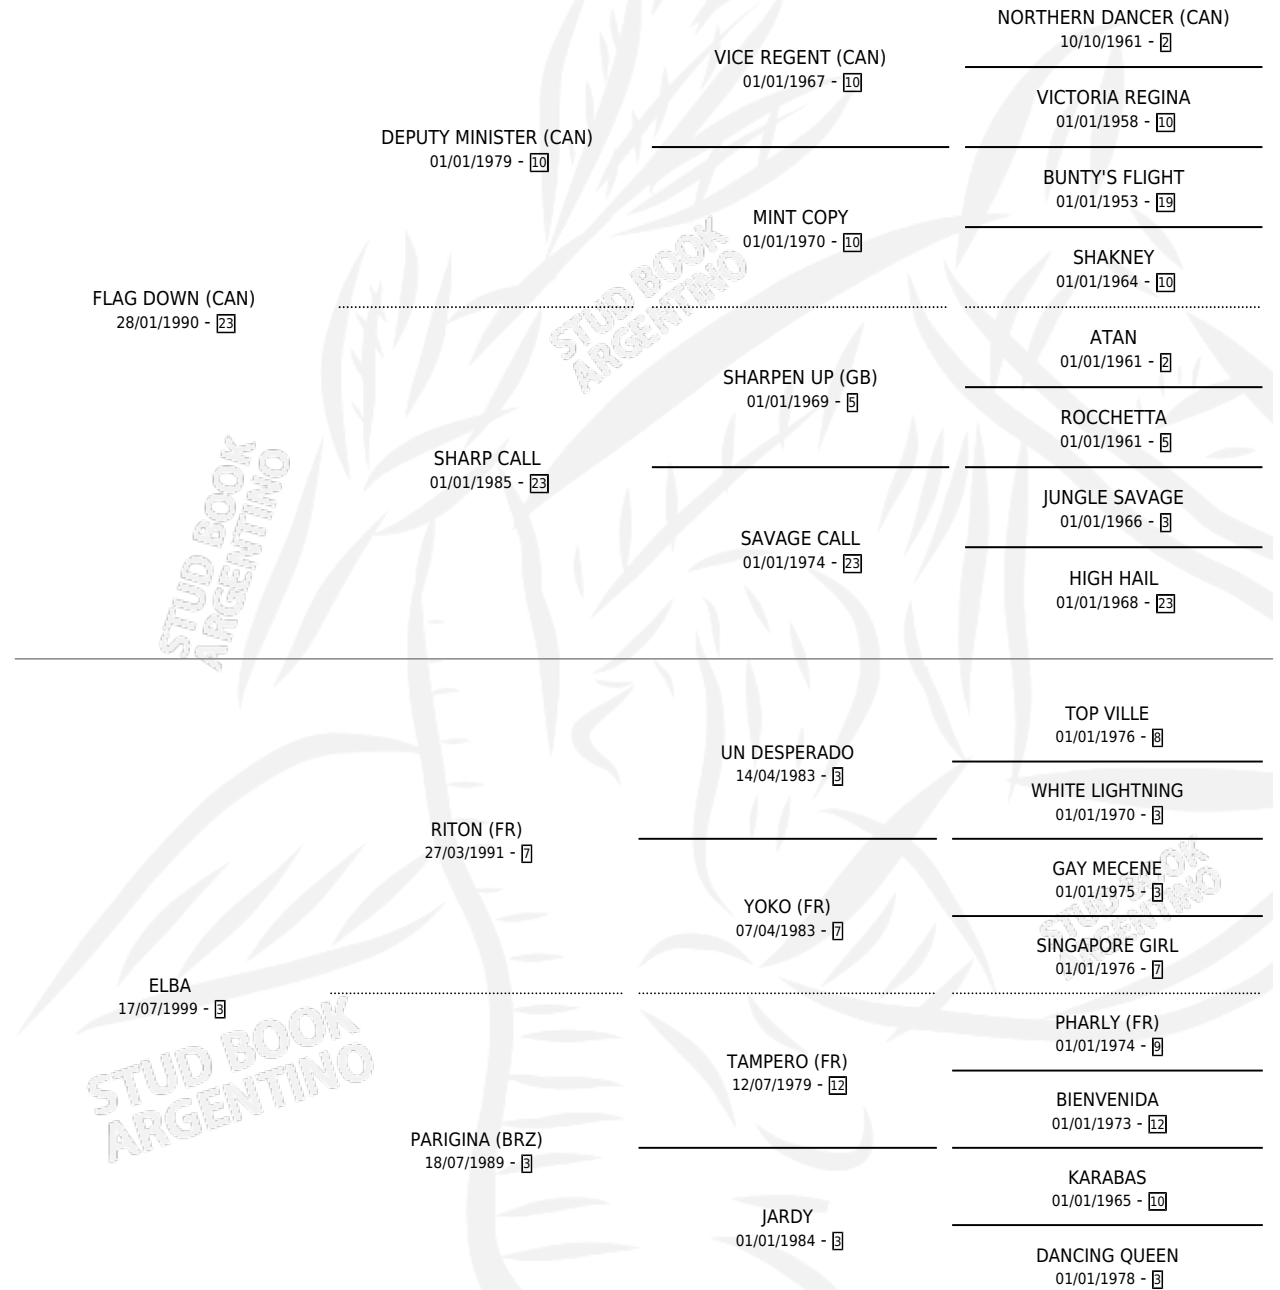 NORTHERN DANCER (CAN)
10/10/1961 - 2
VICE REGENT (CAN)
01/01/1967 - 10
VICTORIA REGINA
01/01/1958 - 10
DEPUTY MINISTER (CAN)
01/01/1979 - 10
BUNTY'S FLIGHT
01/01/1953 - 19
MINT COPY
01/01/1970 - 10
SHAKNEY
01/01/1964 - 10
FLAG DOWN (CAN)
28/01/1990 - 23
ATAN
01/01/1961 - 2
SHARPEN UP (GB)
01/01/1969 - 5
ROCCHETTA
01/01/1961 - 5
SHARP CALL
01/01/1985 - 23
JUNGLE SAVAGE
01/01/1966 - 3
SAVAGE CALL
01/01/1974 - 23
HIGH HAIL
01/01/1968 - 23
TOP VILLE
01/01/1976 - 8
UN DESPERADO
14/04/1983 - 3
WHITE LIGHTNING
01/01/1970 - 3
RITON (FR)
27/03/1991 - 7
GAY MECENE
01/01/1975 - 3
YOKO (FR)
07/04/1983 - 7
SINGAPORE GIRL
01/01/1976 - 7
ELBA
17/07/1999 - 3
PHARLY (FR)
01/01/1974 - 9
TAMPERO (FR)
12/07/1979 - 12
BIENVENIDA
01/01/1973 - 12
PARIGINA (BRZ)
18/07/1989 - 3
KARABAS
01/01/1965 - 10
JARDY
01/01/1984 - 3
DANCING QUEEN
01/01/1978 - 3
STUD BOOK
ARGENTINO
STUD BOOK
ARGENTINO
STUD BOOK
ARGENTINO
STUD BOOK
ARGENTINO